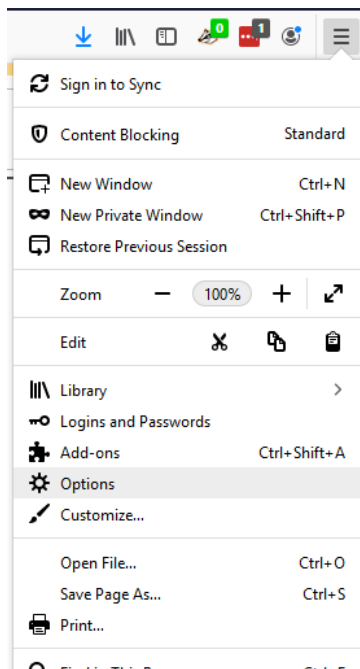 0 1
Sign in to Sync
Content Blocking Standard
New Window Ctrl+N
New Private Window Ctrl+Shift+P
Restore Previous Session
Zoom 100%
Edit
Library
Logins and Passwords
Add-ons Ctrl+Shift+A
Options
Customize...
Open File... Ctrl+O
Save Page As... Ctrl+S
Print...